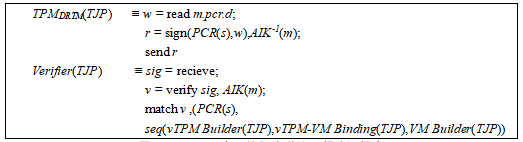 TPM_DRTM(TJP) ≡ w = read m.pcr.d;
r = sign(PCR(s),w),AIK⁻¹(m);
send r
Verifier(TJP) ≡ sig = recieve;
v = verify sig, AIK(m);
match v ,(PCR(s),
seq(vTPM Builder(TJP),vTPM-VM Binding(TJP),VM Builder(TJP))